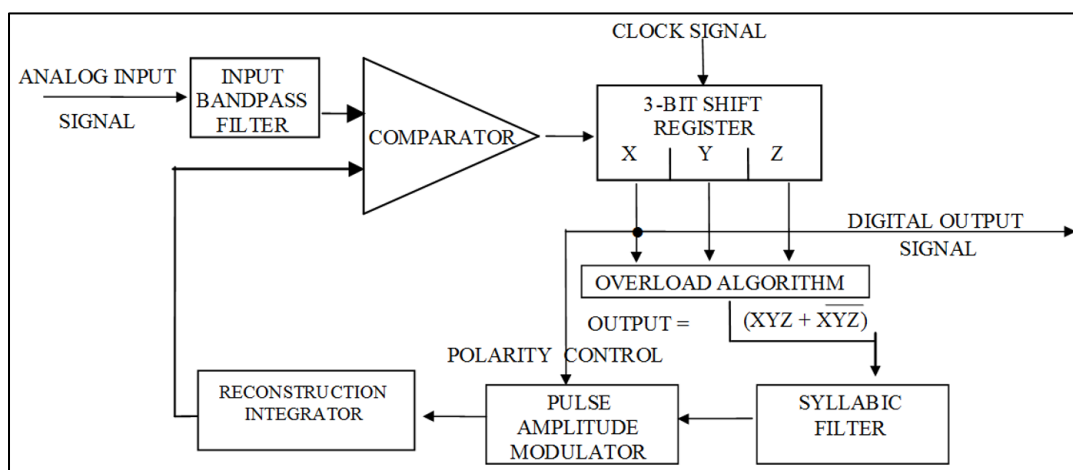 CLOCK SIGNAL
ANALOG INPUT
SIGNAL
INPUT
BANDPASS
FILTER
COMPARATOR
3-BIT SHIFT
REGISTER
X Y Z
DIGITAL OUTPUT
SIGNAL
OVERLOAD ALGORITHM
OUTPUT = (XYZ + X̅Y̅Z̅)
POLARITY CONTROL
RECONSTRUCTION
INTEGRATOR
PULSE
AMPLITUDE
MODULATOR
SYLLABIC
FILTER